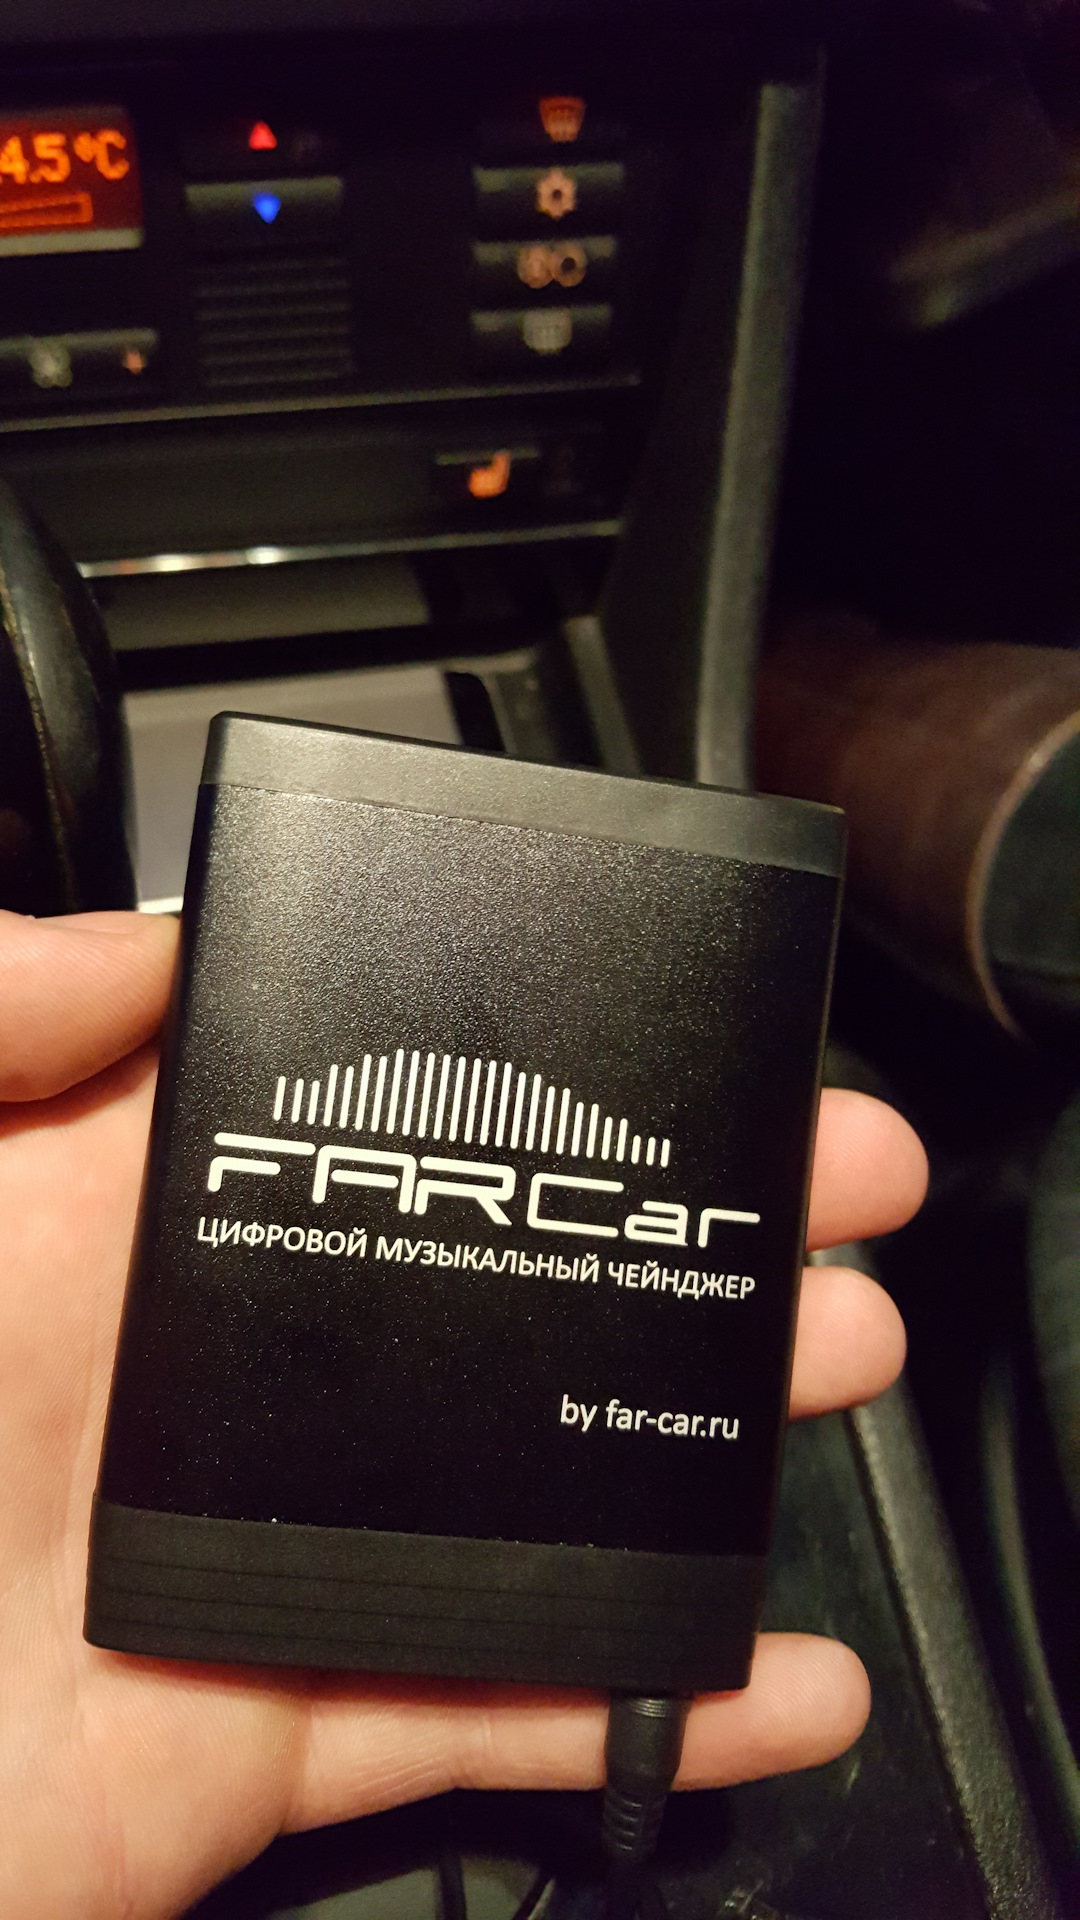 4.5 °C
FARCar
ЦИФРОВОЙ МУЗЫКАЛЬНЫЙ ЧЕЙНДЖЕР
by far-car.ru